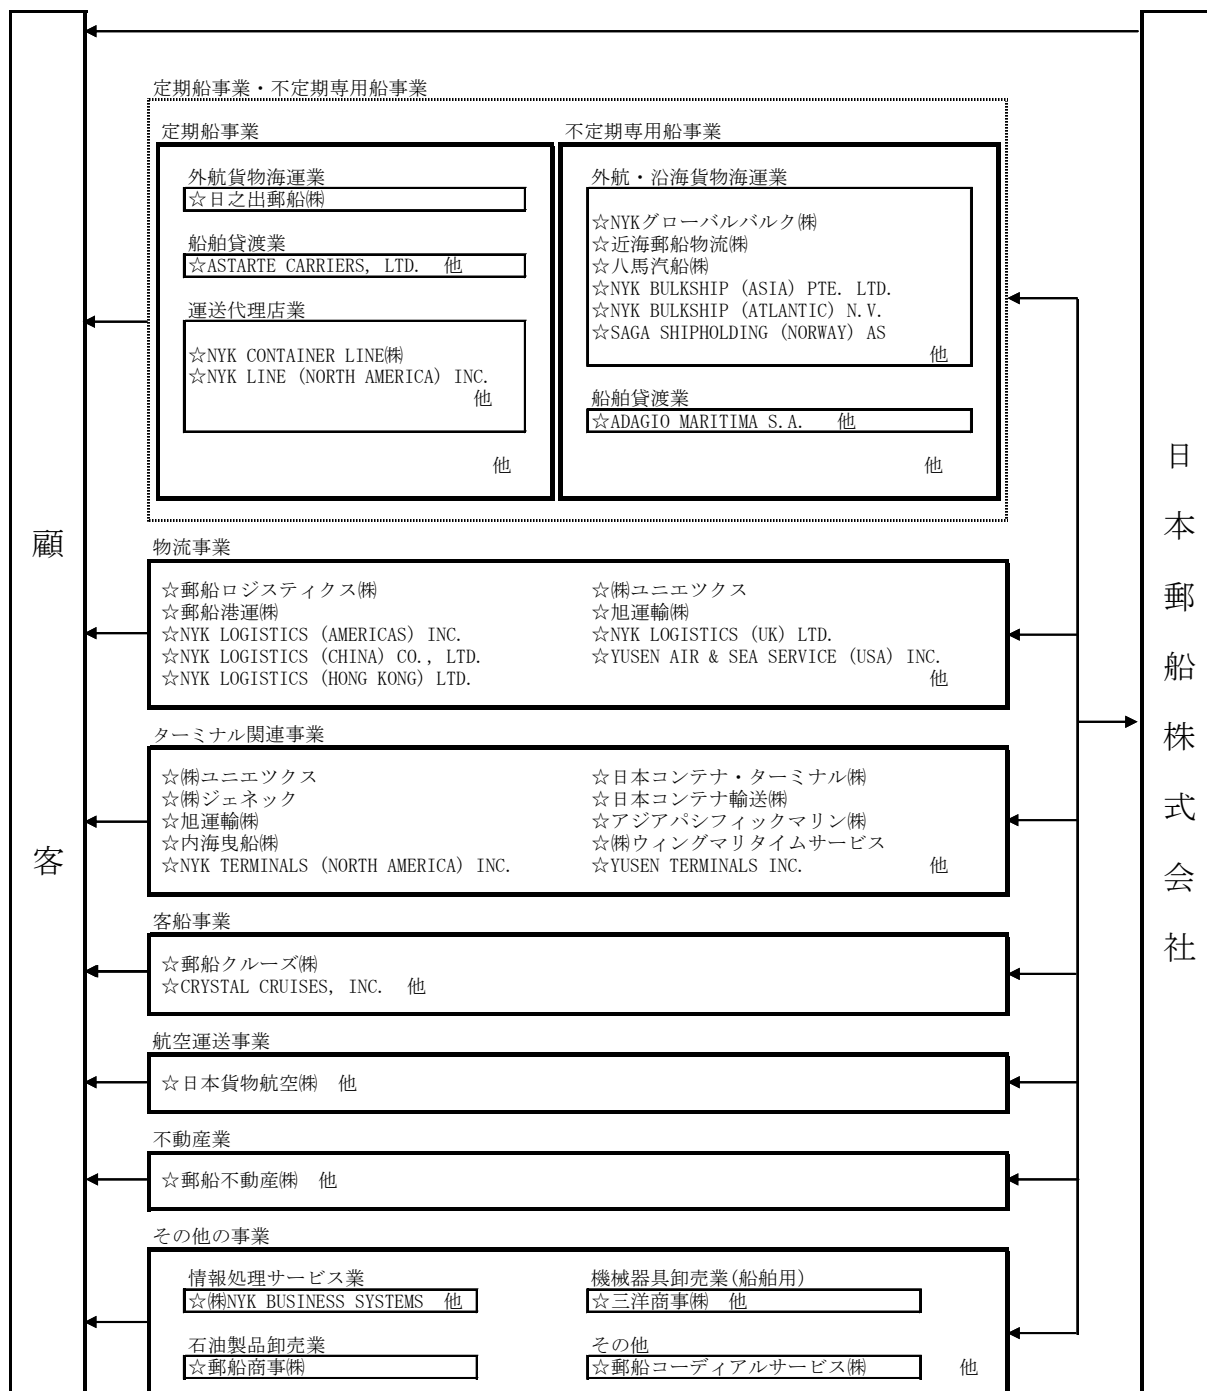 定期船事業・不定期専用船事業
定期船事業
外航貨物海運業
☆日之出郵船㈱
船舶貸渡業
☆ASTARTE CARRIERS, LTD. 他
運送代理店業
☆NYK CONTAINER LINE㈱
☆NYK LINE (NORTH AMERICA) INC.
他
他
不定期専用船事業
外航・沿海貨物海運業
☆NYKグローバルバルク㈱
☆近海郵船物流㈱
☆八馬汽船㈱
☆NYK BULKSHIP (ASIA) PTE. LTD.
☆NYK BULKSHIP (ATLANTIC) N.V.
☆SAGA SHIPHOLDING (NORWAY) AS
他
船舶貸渡業
☆ADAGIO MARITIMA S.A. 他
他
物流事業
☆郵船ロジスティクス㈱
☆郵船港運㈱
☆NYK LOGISTICS (AMERICAS) INC.
☆NYK LOGISTICS (CHINA) CO., LTD.
☆NYK LOGISTICS (HONG KONG) LTD.
☆㈱ユニエツクス
☆旭運輸㈱
☆NYK LOGISTICS (UK) LTD.
☆YUSEN AIR & SEA SERVICE (USA) INC.
他
ターミナル関連事業
☆㈱ユニエツクス
☆㈱ジェネック
☆旭運輸㈱
☆内海曳船㈱
☆NYK TERMINALS (NORTH AMERICA) INC.
☆日本コンテナ・ターミナル㈱
☆日本コンテナ輸送㈱
☆アジアパシフィックマリン㈱
☆㈱ウィングマリタイムサービス
☆YUSEN TERMINALS INC. 他
客船事業
☆郵船クルーズ㈱
☆CRYSTAL CRUISES, INC. 他
航空運送事業
☆日本貨物航空㈱ 他
不動産業
☆郵船不動産㈱ 他
その他の事業
情報処理サービス業
☆㈱NYK BUSINESS SYSTEMS 他
機械器具卸売業(船舶用)
☆三洋商事㈱ 他
石油製品卸売業
☆郵船商事㈱
その他
☆郵船コーディアルサービス㈱ 他
顧客
日本郵船株式会社